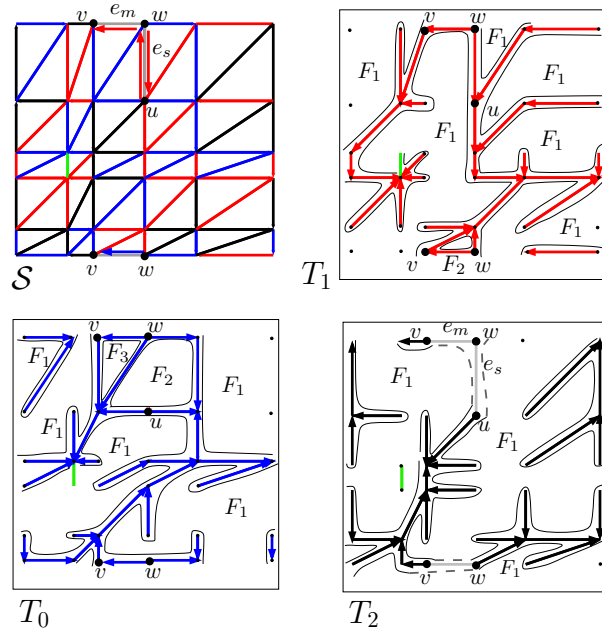 v e_m w
e_s
u
v w
S
v w
F_1 F_1
F_1
u
F_1 F_1
F_1
v F_2 w
T_1
v w
F_1 F_3
F_2 F_1
u
F_1 F_1
F_1
v w
T_0
v e_m w
F_1 e_s
u
F_1
v w F_1
T_2